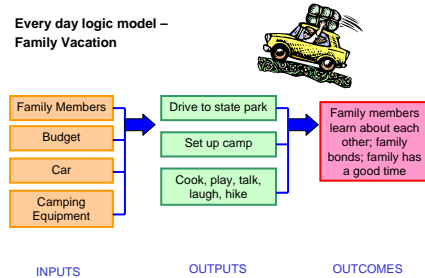 Every day logic model –
Family Vacation
Family Members
Budget
Car
Camping
Equipment
Drive to state park
Set up camp
Cook, play, talk,
laugh, hike
Family members
learn about each
other; family
bonds; family has
a good time
INPUTS
OUTPUTS
OUTCOMES